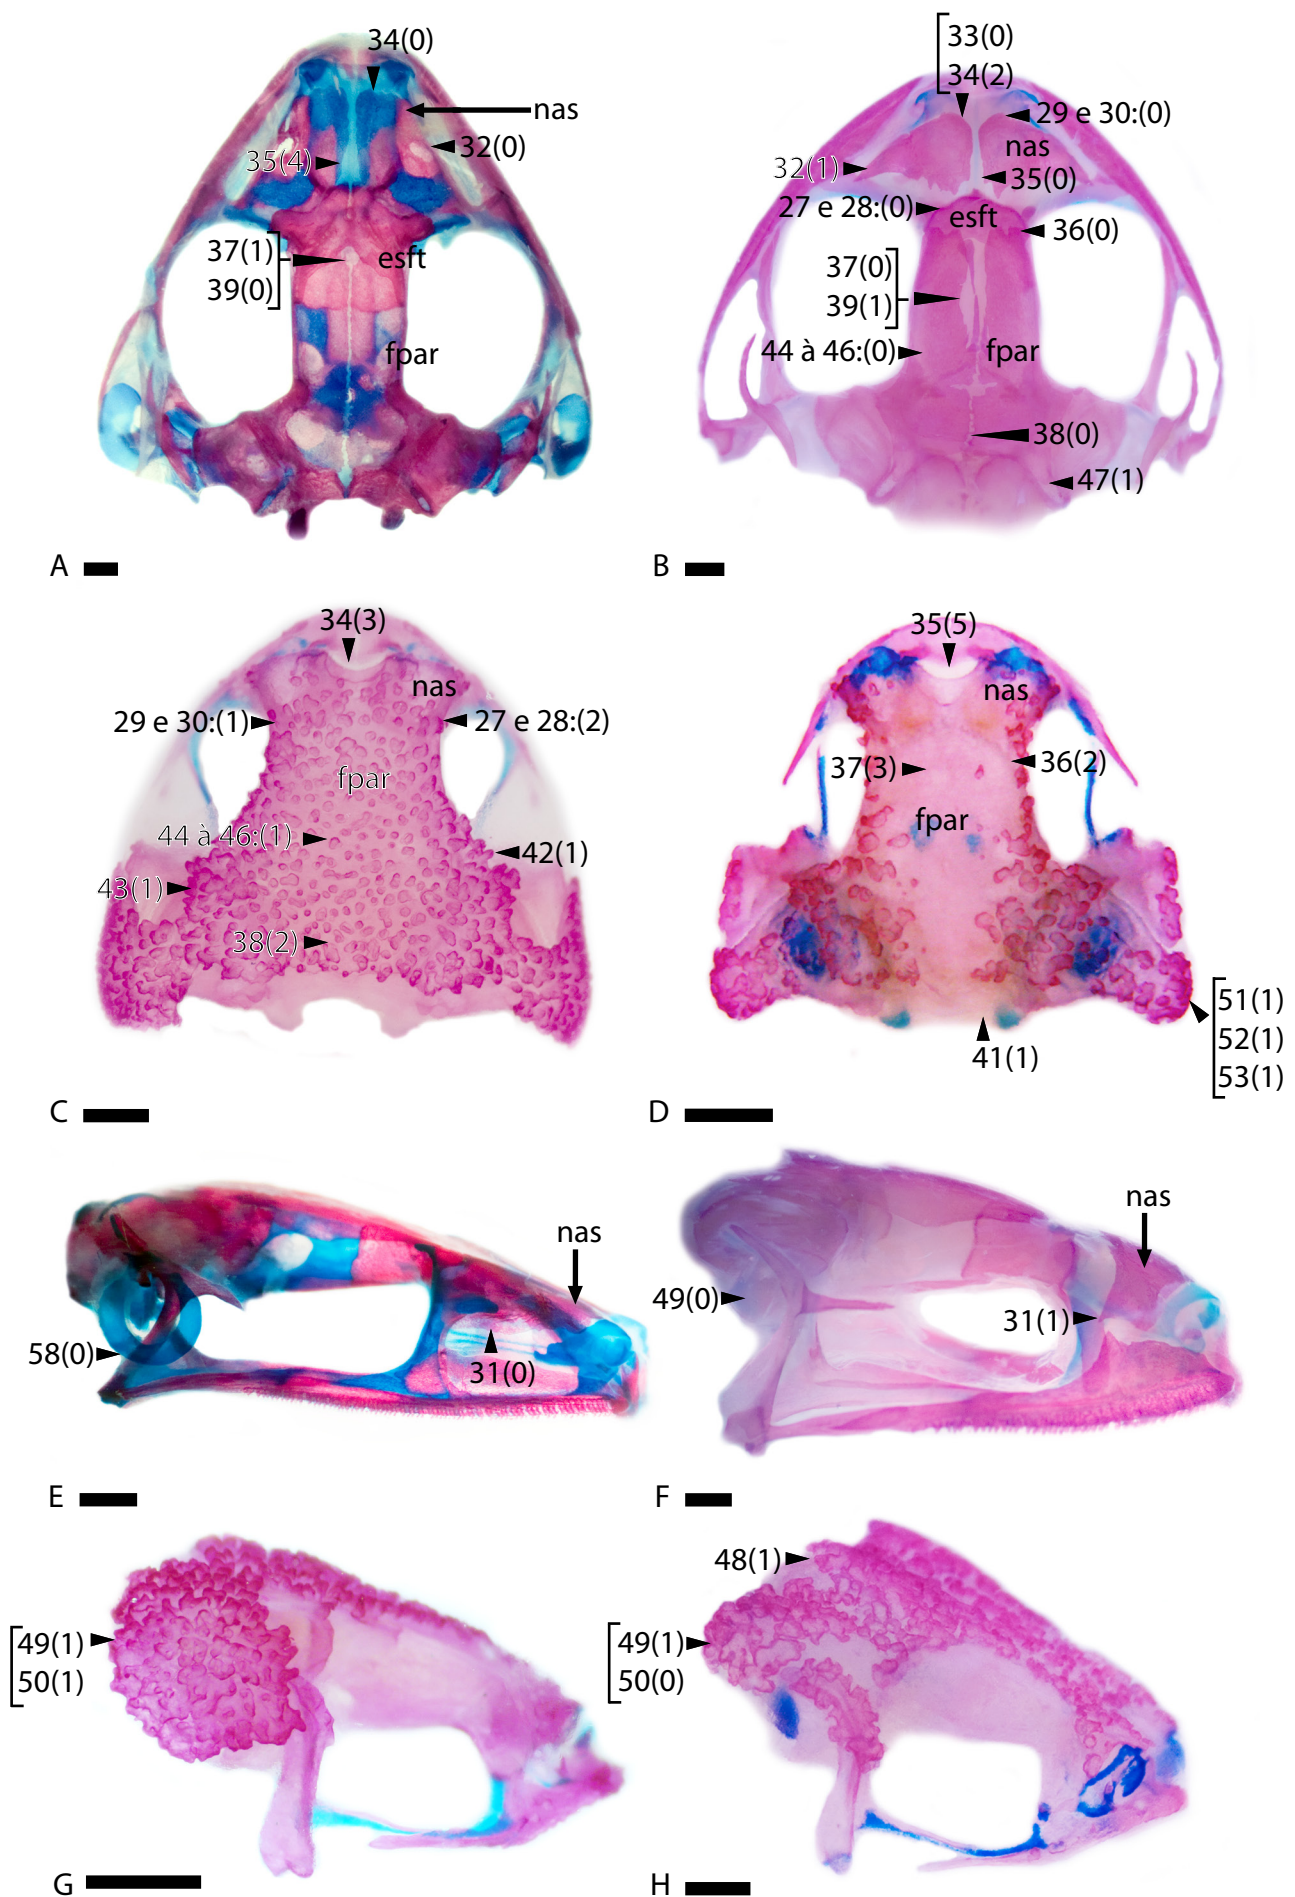 34(0)
nas
32(0)
35(4)
37(1)
39(0)
esft
fpar
A
33(0)
34(2)
29 e 30:(0)
nas
32(1)
35(0)
27 e 28:(0)
esft
36(0)
37(0)
39(1)
44 à 46:(0)
fpar
38(0)
47(1)
B
34(3)
nas
29 e 30:(1)
27 e 28:(2)
fpar
44 à 46:(1)
42(1)
43(1)
38(2)
C
35(5)
nas
37(3)
36(2)
fpar
51(1)
52(1)
53(1)
41(1)
D
nas
58(0)
31(0)
E
nas
49(0)
31(1)
F
49(1)
50(1)
G
48(1)
49(1)
50(0)
H